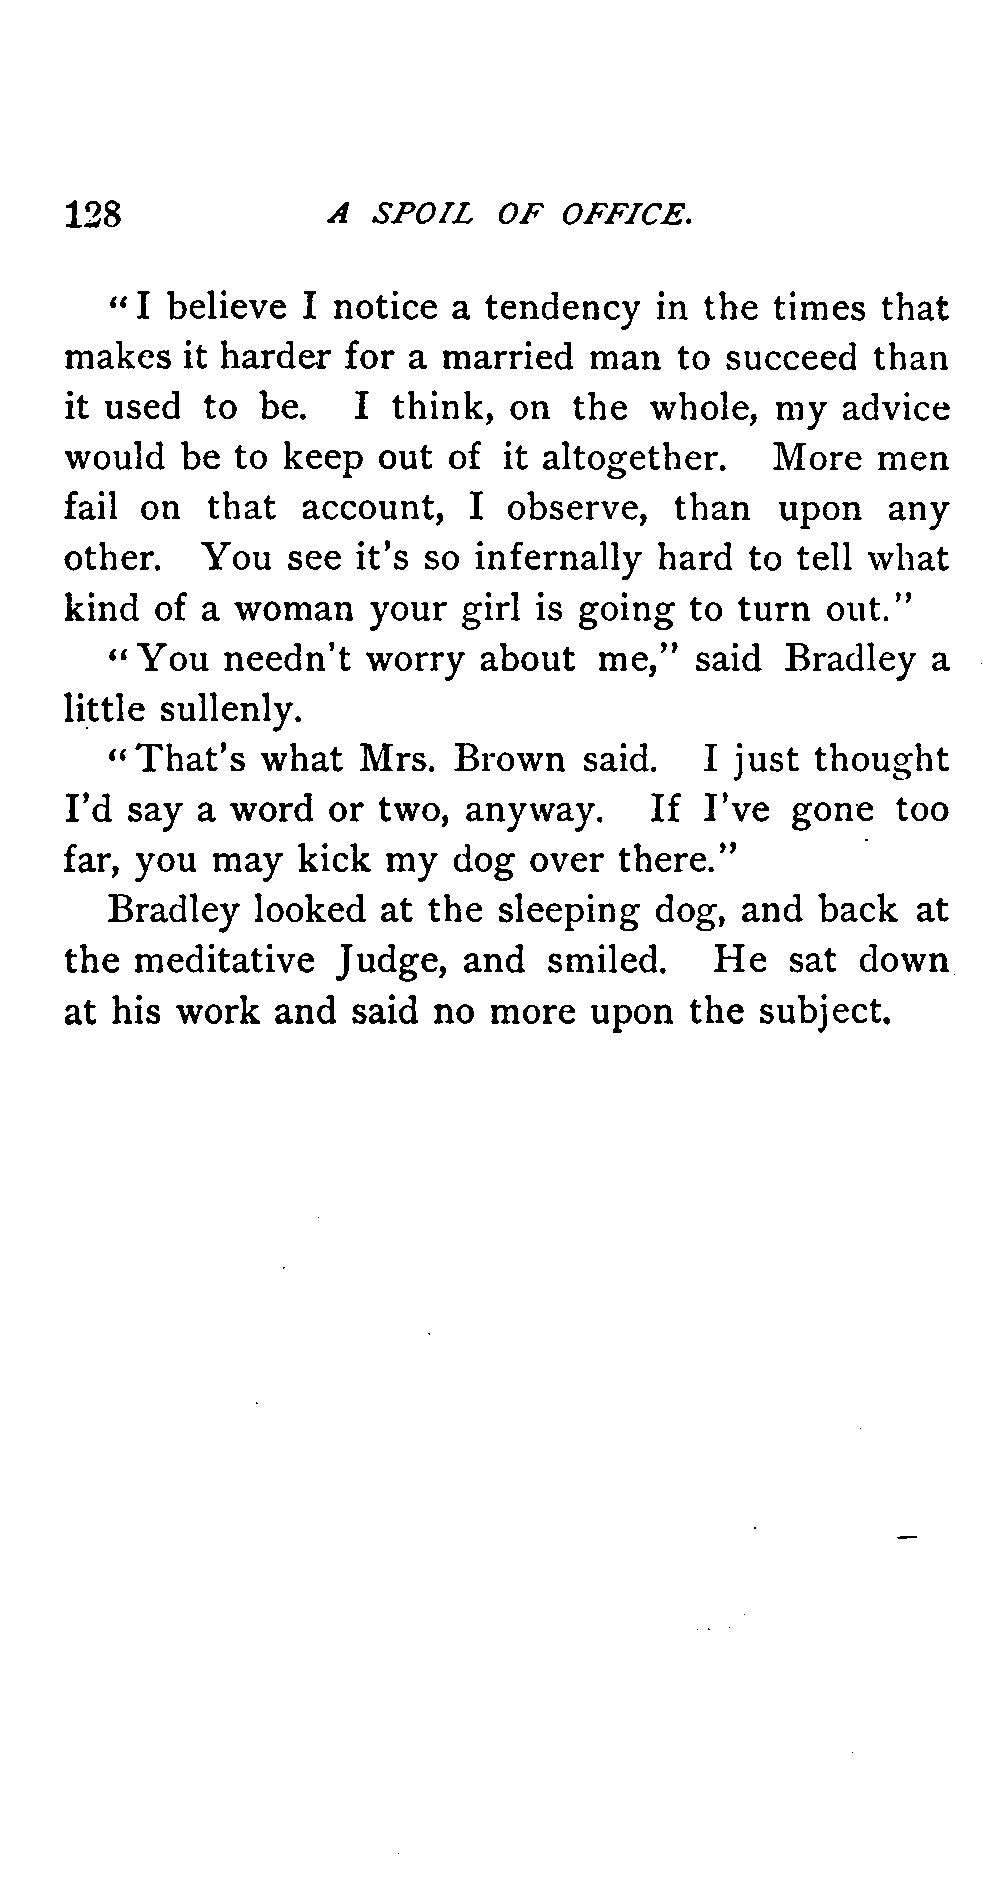 128 A SPOIL OF OFFICE.
“I believe I notice a tendency in the times that
makes it harder for a married man to succeed than
it used to be. I think, on the whole, my advice
would be to keep out of it altogether. More men
fail on that account, I observe, than upon any
other. You see it's so infernally hard to tell what
kind of a woman your girl is going to turn out.”
“You needn't worry about me,” said Bradley a
little sullenly.
“That's what Mrs. Brown said. I just thought
I'd say a word or two, anyway. If I've gone too
far, you may kick my dog over there.”
Bradley looked at the sleeping dog, and back at
the meditative Judge, and smiled. He sat down
at his work and said no more upon the subject.